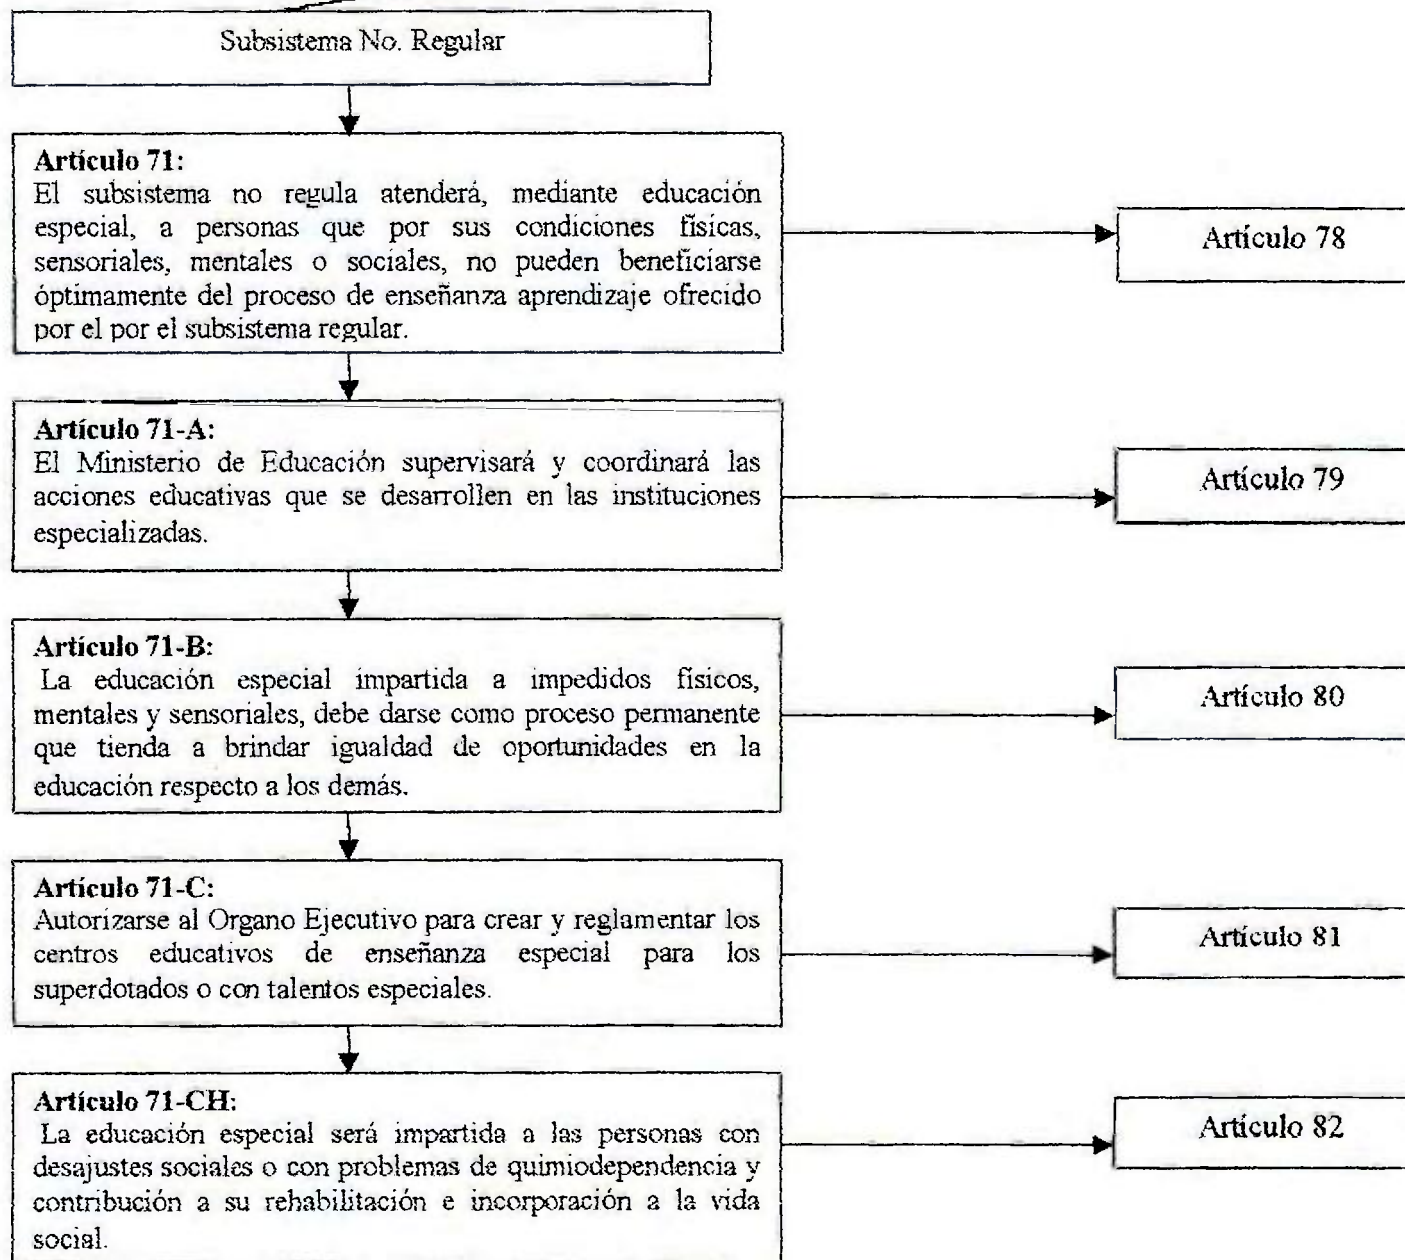 Subsistema No. Regular
Artículo 71:
El subsistema no regula atenderá, mediante educación
especial, a personas que por sus condiciones físicas,
sensoriales, mentales o sociales, no pueden beneficiarse
óptimamente del proceso de enseñanza aprendizaje ofrecido
por el por el subsistema regular.
Artículo 78
Artículo 71-A:
El Ministerio de Educación supervisará y coordinará las
acciones educativas que se desarrollen en las instituciones
especializadas.
Artículo 79
Artículo 71-B:
La educación especial impartida a impedidos físicos,
mentales y sensoriales, debe darse como proceso permanente
que tienda a brindar igualdad de oportunidades en la
educación respecto a los demás.
Artículo 80
Artículo 71-C:
Autorizarse al Organo Ejecutivo para crear y reglamentar los
centros educativos de enseñanza especial para los
superdotados o con talentos especiales.
Artículo 81
Artículo 71-CH:
La educación especial será impartida a las personas con
desajustes sociales o con problemas de quimiodependencia y
contribución a su rehabilitación e incorporación a la vida
social.
Artículo 82